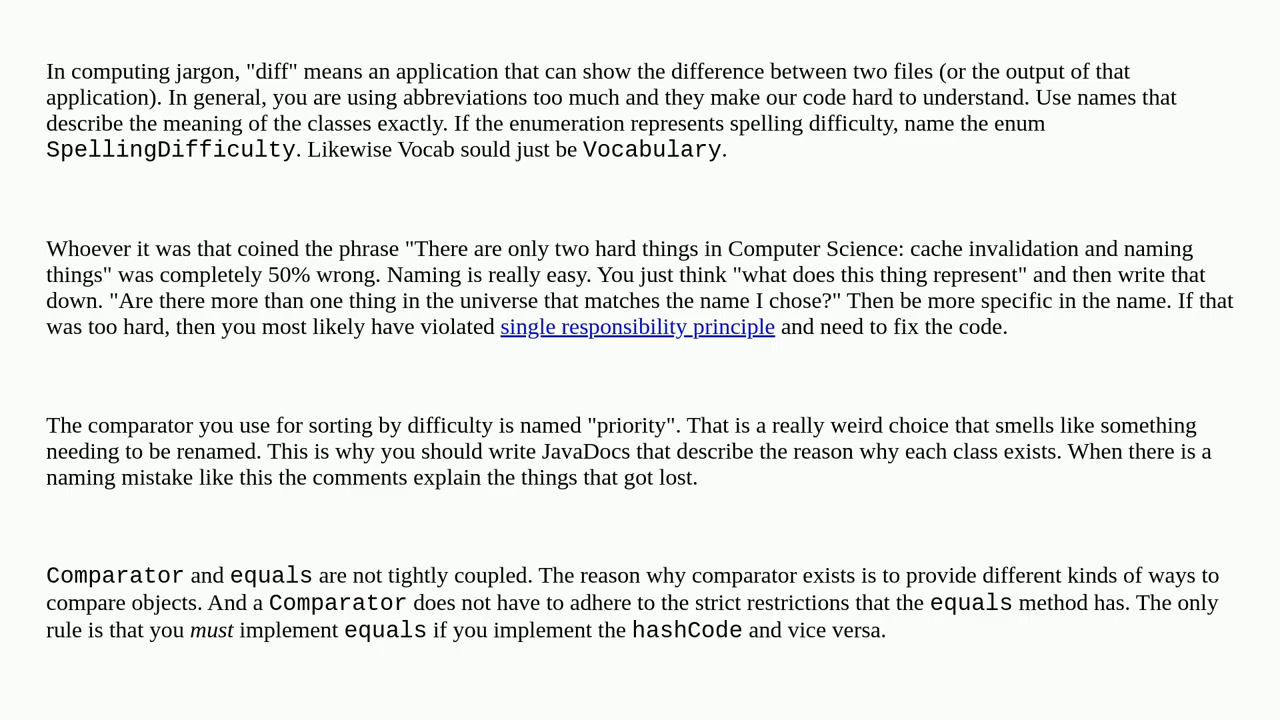 In computing jargon, "diff" means an application that can show the difference between two files (or the output of that
application). In general, you are using abbreviations too much and they make our code hard to understand. Use names that
describe the meaning of the classes exactly. If the enumeration represents spelling difficulty, name the enum
SpellingDifficulty. Likewise Vocab sould just be Vocabulary.
Whoever it was that coined the phrase "There are only two hard things in Computer Science: cache invalidation and naming
things" was completely 50% wrong. Naming is really easy. You just think "what does this thing represent" and then write that
down. "Are there more than one thing in the universe that matches the name I chose?" Then be more specific in the name. If that
was too hard, then you most likely have violated single responsibility principle and need to fix the code.
The comparator you use for sorting by difficulty is named "priority". That is a really weird choice that smells like something
needing to be renamed. This is why you should write JavaDocs that describe the reason why each class exists. When there is a
naming mistake like this the comments explain the things that got lost.
Comparator and equals are not tightly coupled. The reason why comparator exists is to provide different kinds of ways to
compare objects. And a Comparator does not have to adhere to the strict restrictions that the equals method has. The only
rule is that you must implement equals if you implement the hashCode and vice versa.